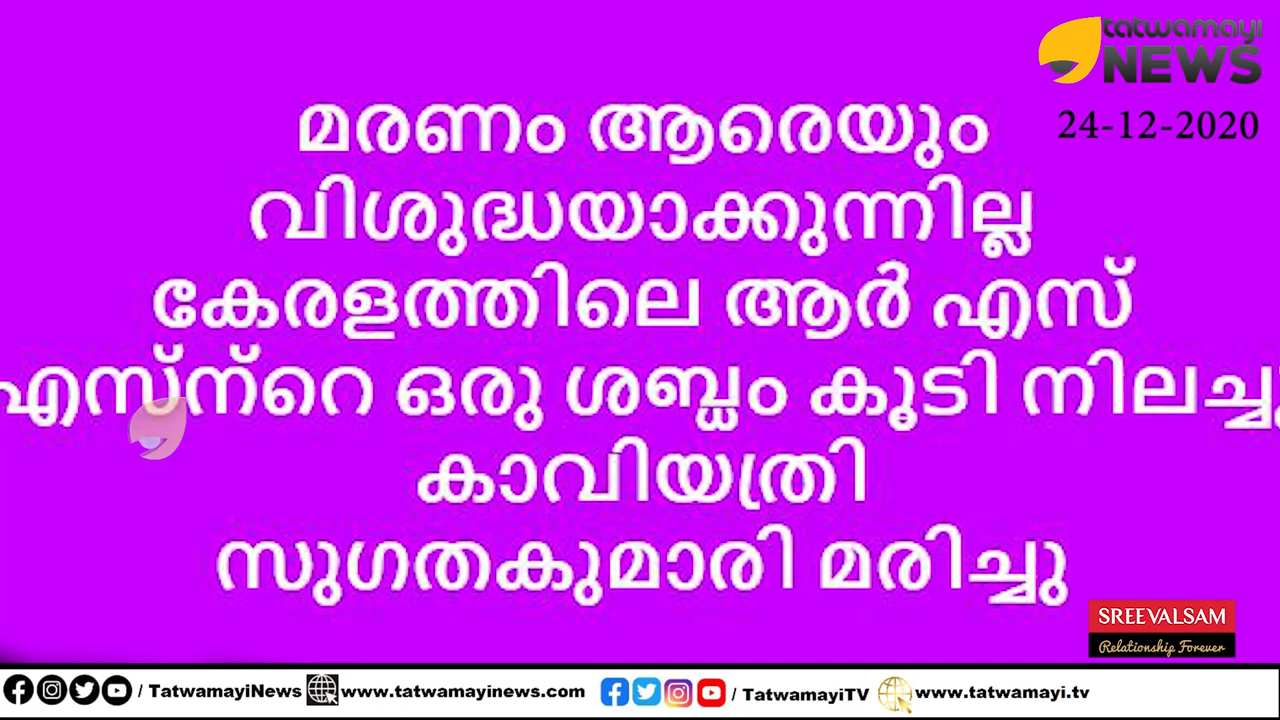 tatwamayi
NEWS
24-12-2020
മരണം ആരെയും
വിശുദ്ധയാക്കുന്നില്ല
കേരളത്തിലെ ആർ എസ്
എസ്ന്റെ ഒരു ശബ്ദം കൂടി നിലച്ചു
കാവിയത്രി
സുഗതകുമാരി മരിച്ചു
SREEVALSAM
Relationship Forever
/ TatwamayiNews www.tatwamayinews.com / TatwamayiTV www.tatwamayi.tv